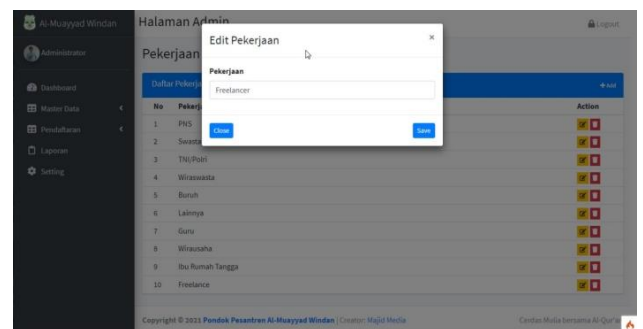 Al-Muayyad Windan
Halaman Admin
Logout
Administrator
Edit Pekerjaan
×
Pekerjaan
Pekerjaan
Freelancer
Close
Save
Dashboard
Master Data
Pendaftaran
Laporan
Setting
Daftar Pekerj
+ Add
No Pekerj Action
1 PNS
2 Swasta
3 TNI/Polri
4 Wiraswasta
5 Buruh
6 Lainnya
7 Guru
8 Wirausaha
9 Ibu Rumah Tangga
10 Freelance
Copyright © 2021 Pondok Pesantren Al-Muayyad Windan | Creator: Majid Media
Cerdas Mulia bersama Al-Qur'a